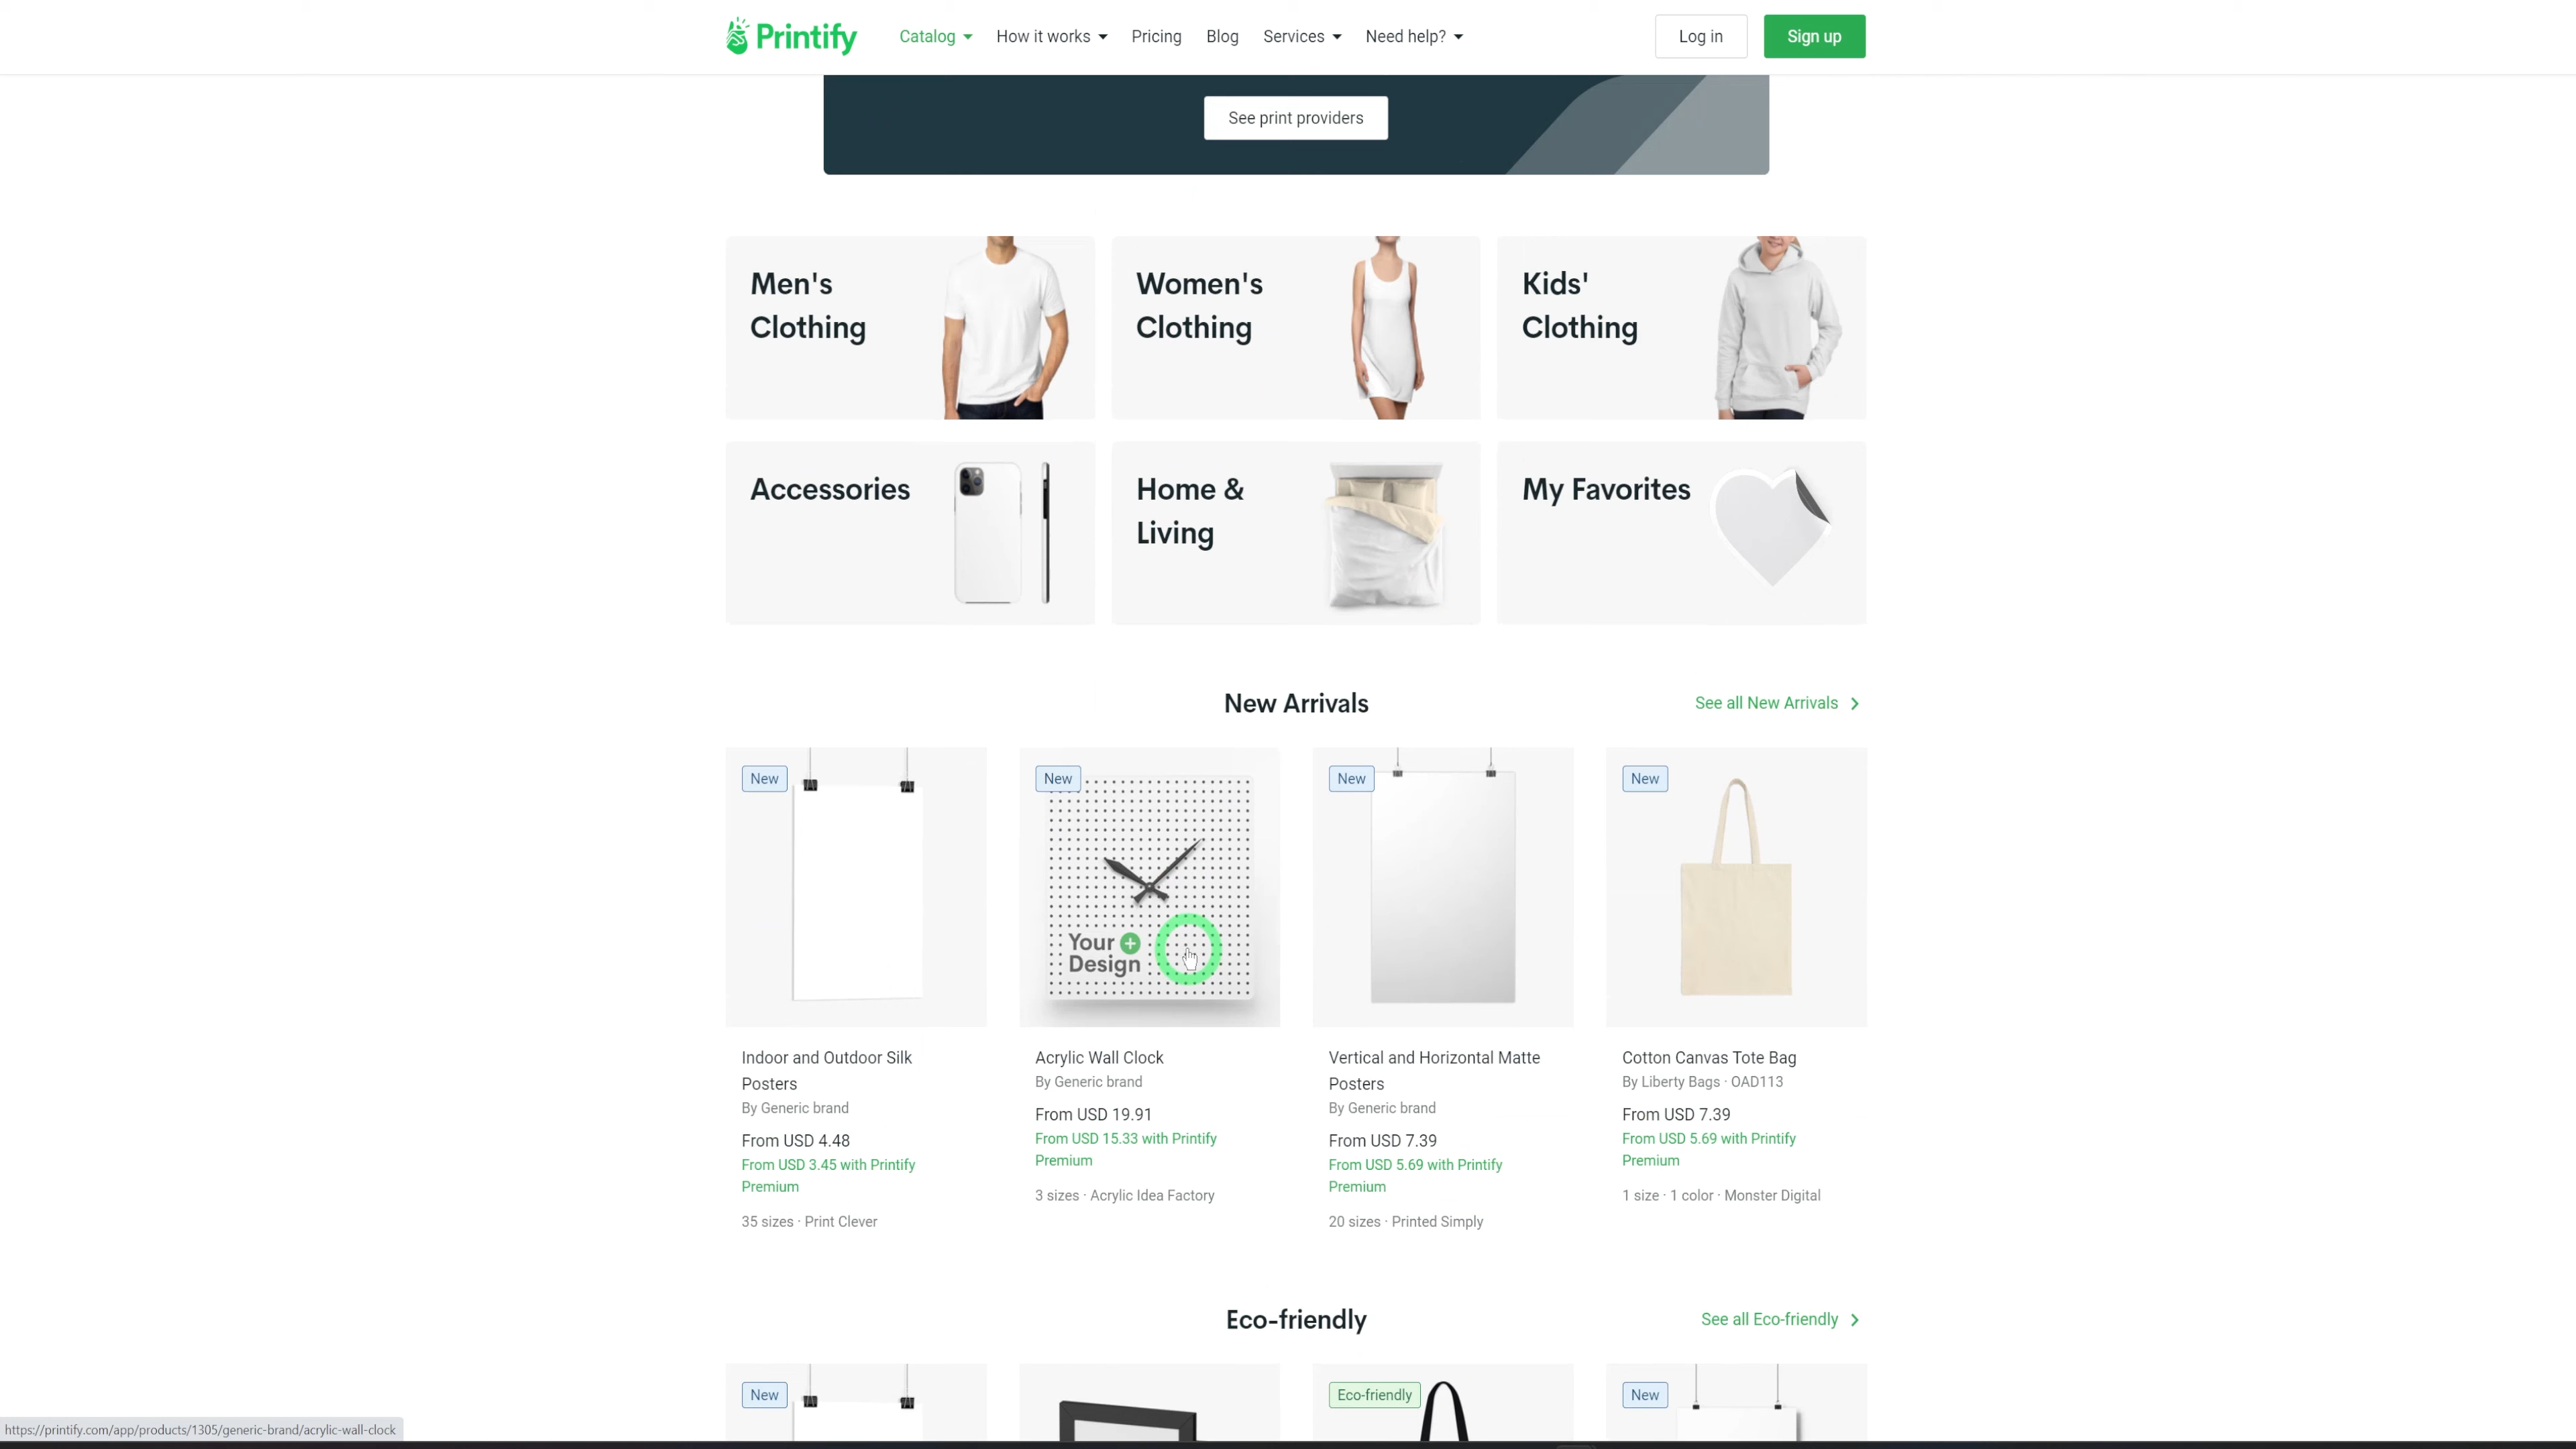 Printify
Catalog
How it works
Pricing
Blog
Services
Need help?
Log in
Sign up
See print providers
Men's
Clothing
Women's
Clothing
Kids'
Clothing
Accessories
Home &
Living
My Favorites
New Arrivals
See all New Arrivals
New
New
Your
Design
New
New
Indoor and Outdoor Silk
Posters
By Generic brand
From USD 4.48
From USD 3.45 with Printify
Premium
35 sizes · Print Clever
Acrylic Wall Clock
By Generic brand
From USD 19.91
From USD 15.33 with Printify
Premium
3 sizes · Acrylic Idea Factory
Vertical and Horizontal Matte
Posters
By Generic brand
From USD 7.39
From USD 5.69 with Printify
Premium
20 sizes · Printed Simply
Cotton Canvas Tote Bag
By Liberty Bags · OAD113
From USD 7.39
From USD 5.69 with Printify
Premium
1 size · 1 color · Monster Digital
Eco-friendly
See all Eco-friendly
New
Eco-friendly
New
https://printify.com/app/products/1305/generic-brand/acrylic-wall-clock